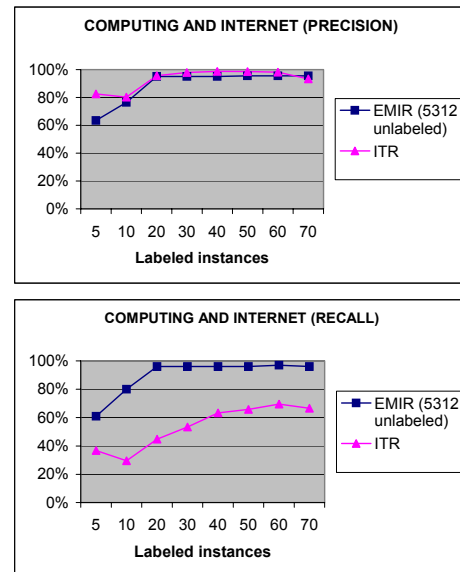 COMPUTING AND INTERNET (PRECISION)
100%
80%
60%
40%
20%
0%
5 10 20 30 40 50 60 70
Labeled instances
EMIR (5312
unlabeled)
ITR
COMPUTING AND INTERNET (RECALL)
100%
80%
60%
40%
20%
0%
5 10 20 30 40 50 60 70
Labeled instances
EMIR (5312
unlabeled)
ITR